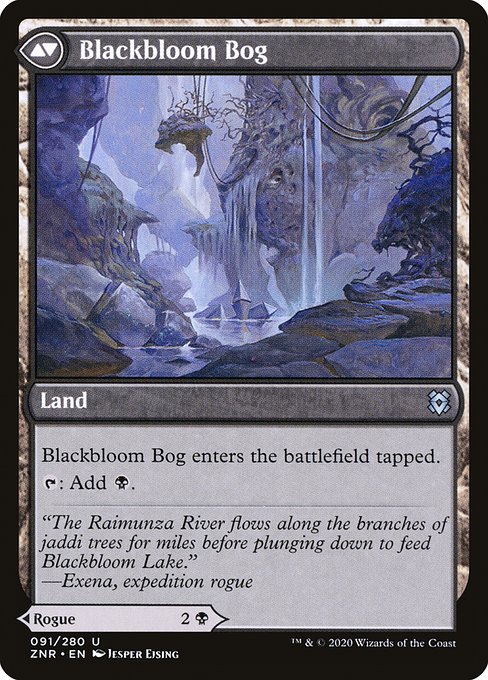 Blackbloom Bog
Land
Blackbloom Bog enters the battlefield tapped.
: Add .
“The Raimunza River flows along the branches of
jaddi trees for miles before plunging down to feed
Blackbloom Lake.”
—Exena, expedition rogue
Rogue 2
091/280 U
ZNR • EN Jesper Ejsing
™ & © 2020 Wizards of the Coast